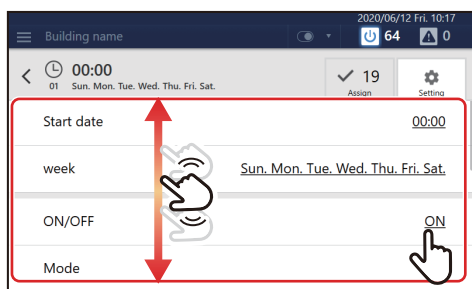 2020/06/12 Fri. 10:17
Building name
64
0
00:00
01 Sun. Mon. Tue. Wed. Thu. Fri. Sat.
19
Assign
Setting
Start date 00:00
week Sun. Mon. Tue. Wed. Thu. Fri. Sat.
ON/OFF ON
Mode